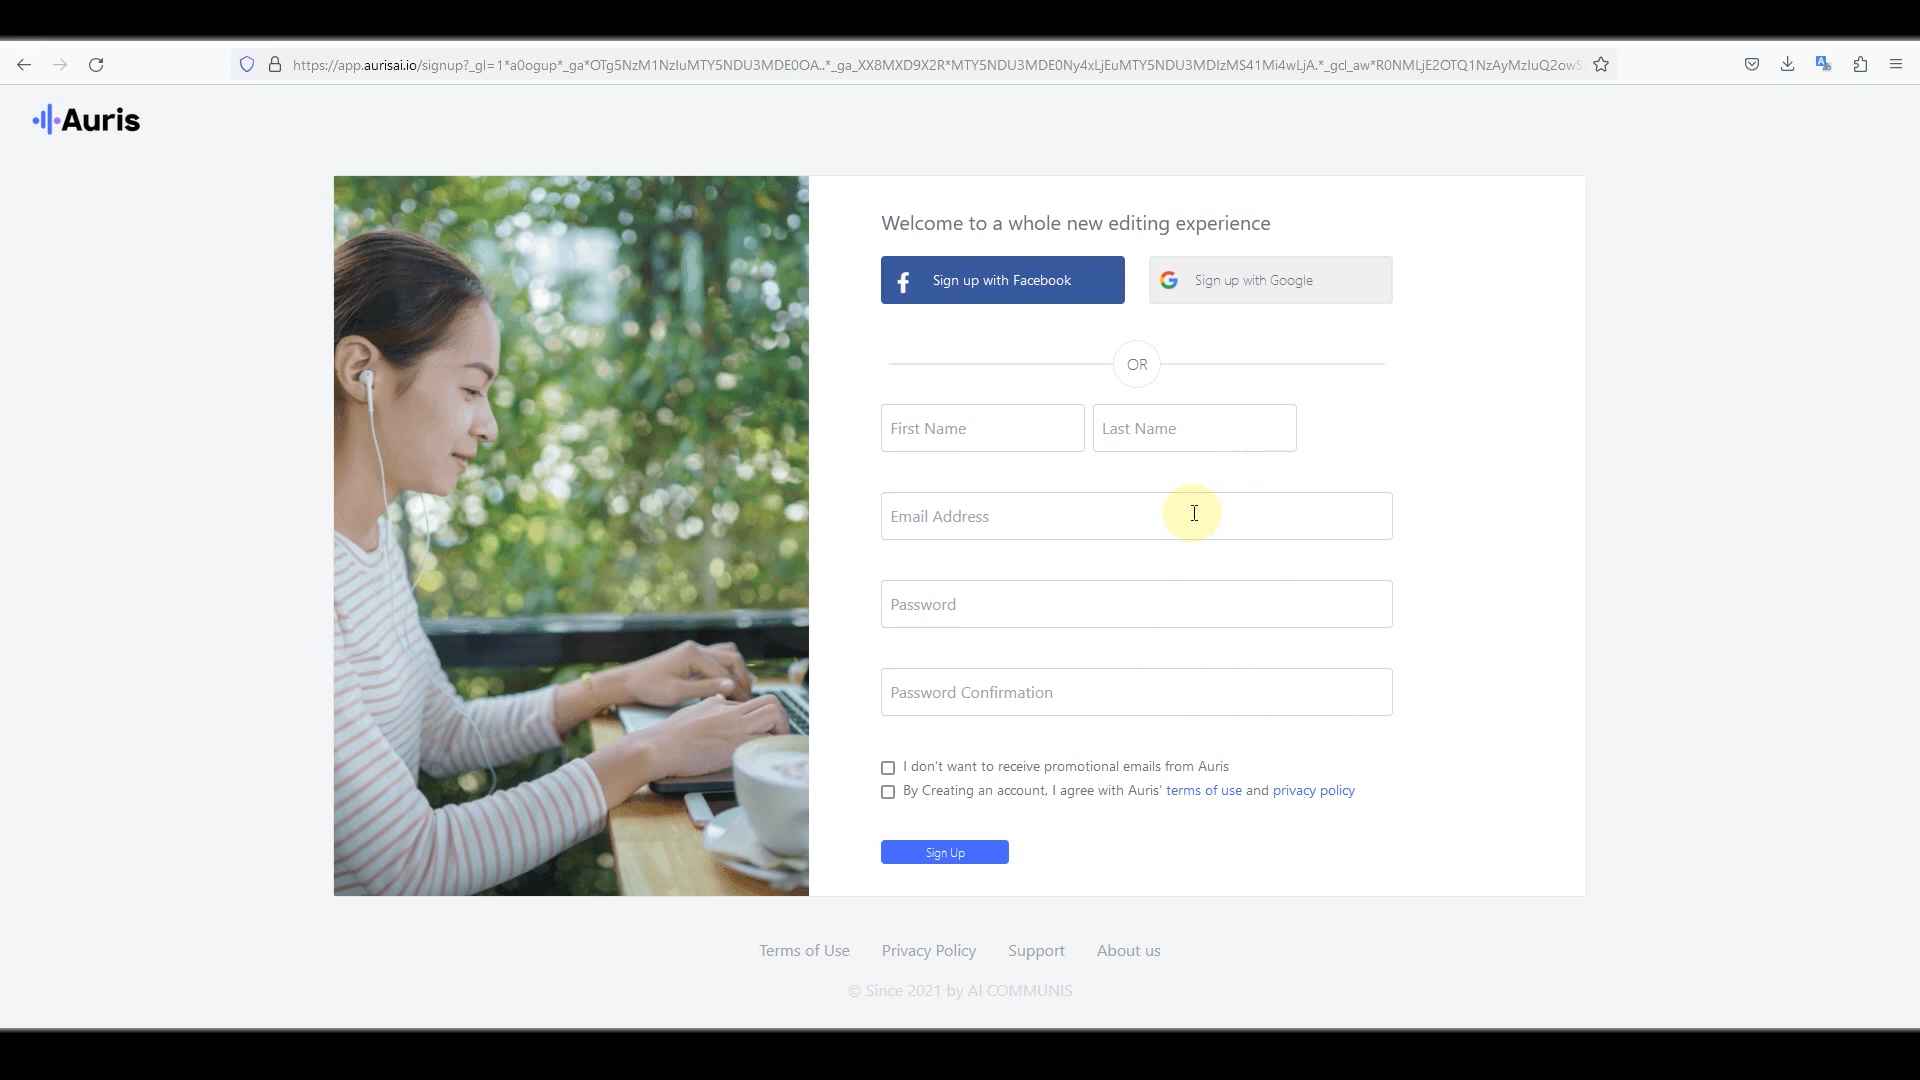 https://app.aurisai.io/signup?_gl=1*a0ogup*_ga*OTg5NzM1NzIuMTY5NDU3MDE0OA..*_ga_XX8MXD9X2R*MTY5NDU3MDE0Ny4xLjEuMTY5NDU3MDIzMS41Mi4wLjA.*_gcl_aw*R0NMLjE2OTQ1NzAyMzIuQ2owS
Auris
Welcome to a whole new editing experience
Sign up with Facebook
Sign up with Google
OR
First Name
Last Name
Email Address
Password
Password Confirmation
I don't want to receive promotional emails from Auris
By Creating an account, I agree with Auris' terms of use and privacy policy
Sign Up
Terms of Use Privacy Policy Support About us
© Since 2021 by AI COMMUNIS